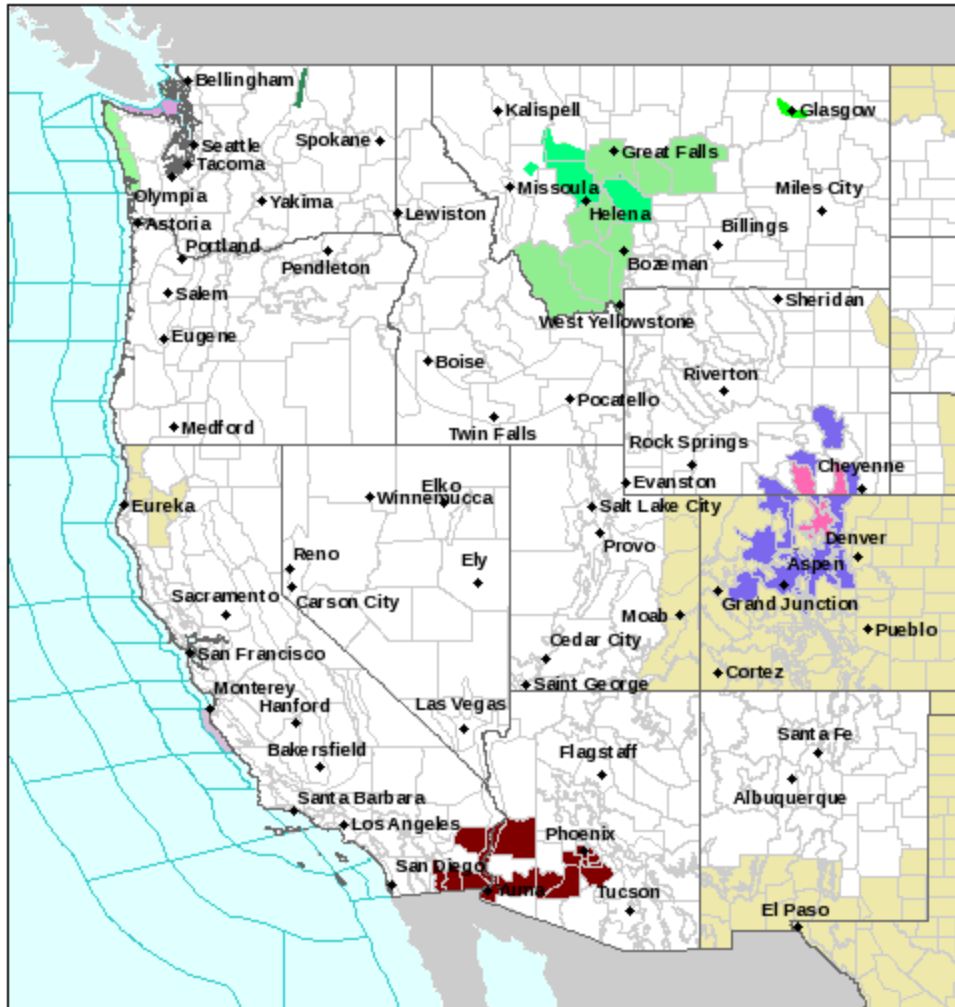 Bellingham
Kalispell
Glasgow
Spokane
Seattle
Great Falls
Tacoma
Missoula
Miles City
Olympia
Yakima
Lewiston
Helena
Astoria
Billings
Portland
Pendleton
Bozeman
Salem
Sheridan
West Yellowstone
Eugene
Boise
Riverton
Pocatello
Medford
Twin Falls
Rock Springs
Cheyenne
Elko
Evanston
Winnemucca
Eureka
Salt Lake City
Provo
Denver
Reno
Ely
Aspen
Sacramento
Carson City
Grand Junction
Moab
Pueblo
Cedar City
San Francisco
Cortez
Saint George
Monterey
Hanford
Las Vegas
Santa Fe
Bakersfield
Flagstaff
Santa Barbara
Albuquerque
Los Angeles
Phoenix
San Diego
Yuma
Tucson
El Paso